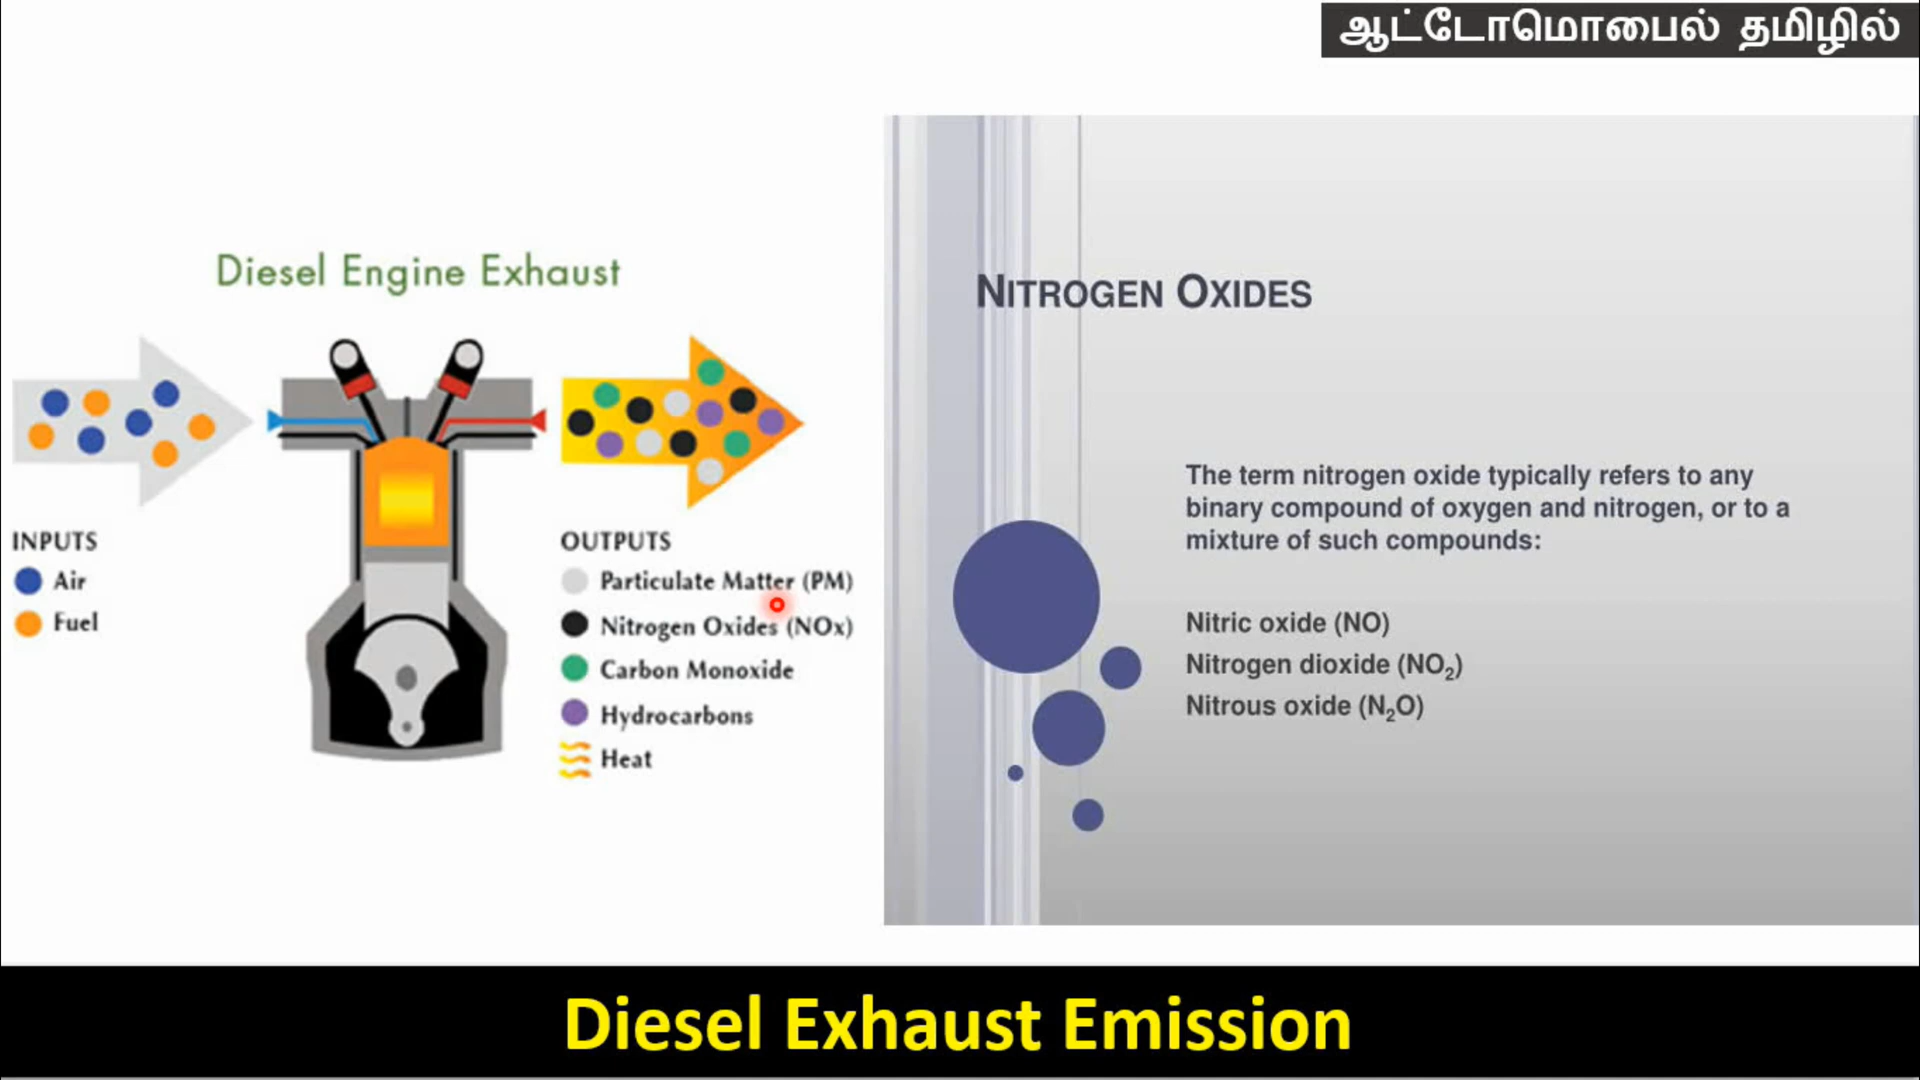 ஆட்டோமொபைல் தமிழில்
Diesel Engine Exhaust
INPUTS
Air
Fuel
OUTPUTS
Particulate Matter (PM)
Nitrogen Oxides (NOx)
Carbon Monoxide
Hydrocarbons
Heat
NITROGEN OXIDES
The term nitrogen oxide typically refers to any
binary compound of oxygen and nitrogen, or to a
mixture of such compounds:
Nitric oxide (NO)
Nitrogen dioxide (NO₂)
Nitrous oxide (N₂O)
Diesel Exhaust Emission